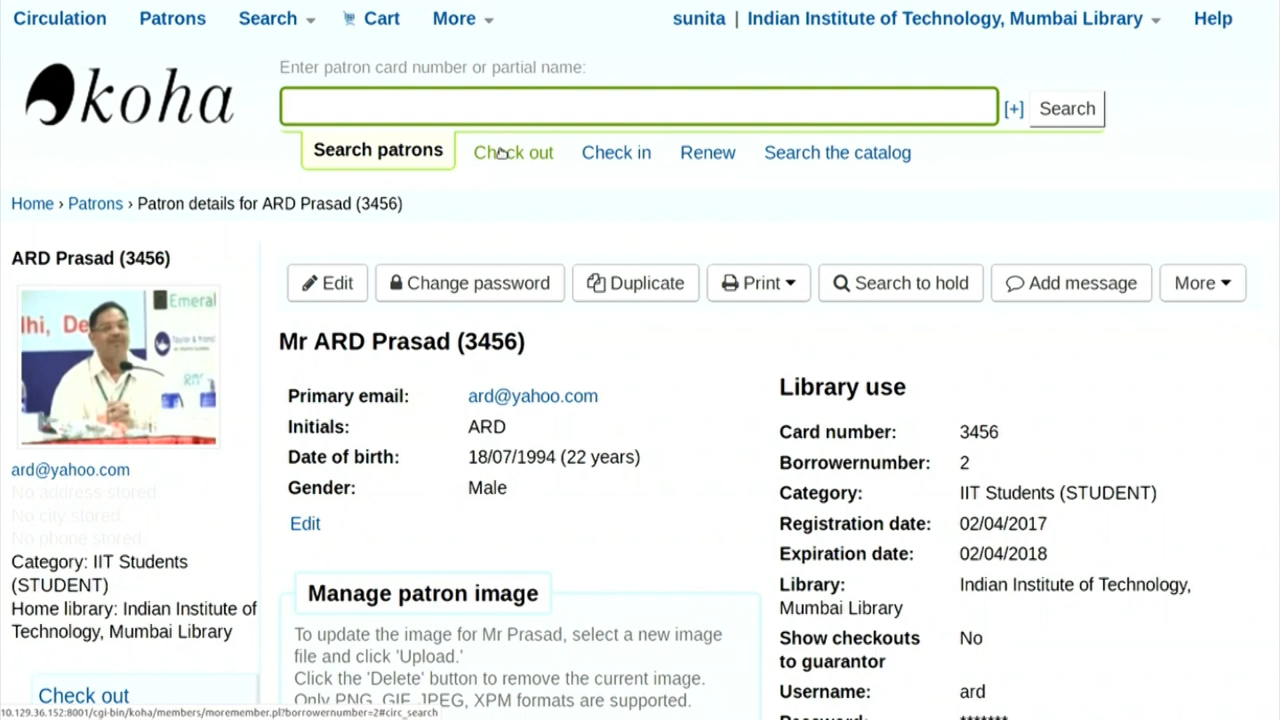 Circulation Patrons Search Cart More sunita | Indian Institute of Technology, Mumbai Library Help
Enter patron card number or partial name:
koha
[+] Search
Search patrons Check out Check in Renew Search the catalog
Home › Patrons › Patron details for ARD Prasad (3456)
ARD Prasad (3456)
Emeral
lhi, De
ard@yahoo.com
No address stored.
No city stored.
No phone stored.
Category: IIT Students
(STUDENT)
Home library: Indian Institute of
Technology, Mumbai Library
Check out
Edit Change password Duplicate Print Search to hold Add message More
Mr ARD Prasad (3456)
Primary email: ard@yahoo.com
Initials: ARD
Date of birth: 18/07/1994 (22 years)
Gender: Male
Edit
Manage patron image
To update the image for Mr Prasad, select a new image
file and click 'Upload.'
Click the 'Delete' button to remove the current image.
Only PNG, GIF, JPEG, XPM formats are supported.
Library use
Card number: 3456
Borrowernumber: 2
Category: IIT Students (STUDENT)
Registration date: 02/04/2017
Expiration date: 02/04/2018
Library: Indian Institute of Technology,
Mumbai Library
Show checkouts No
to guarantor
Username: ard
Password: *******
10.129.36.152:8001/cgi-bin/koha/members/moremember.pl?borrowernumber=2#circ_search